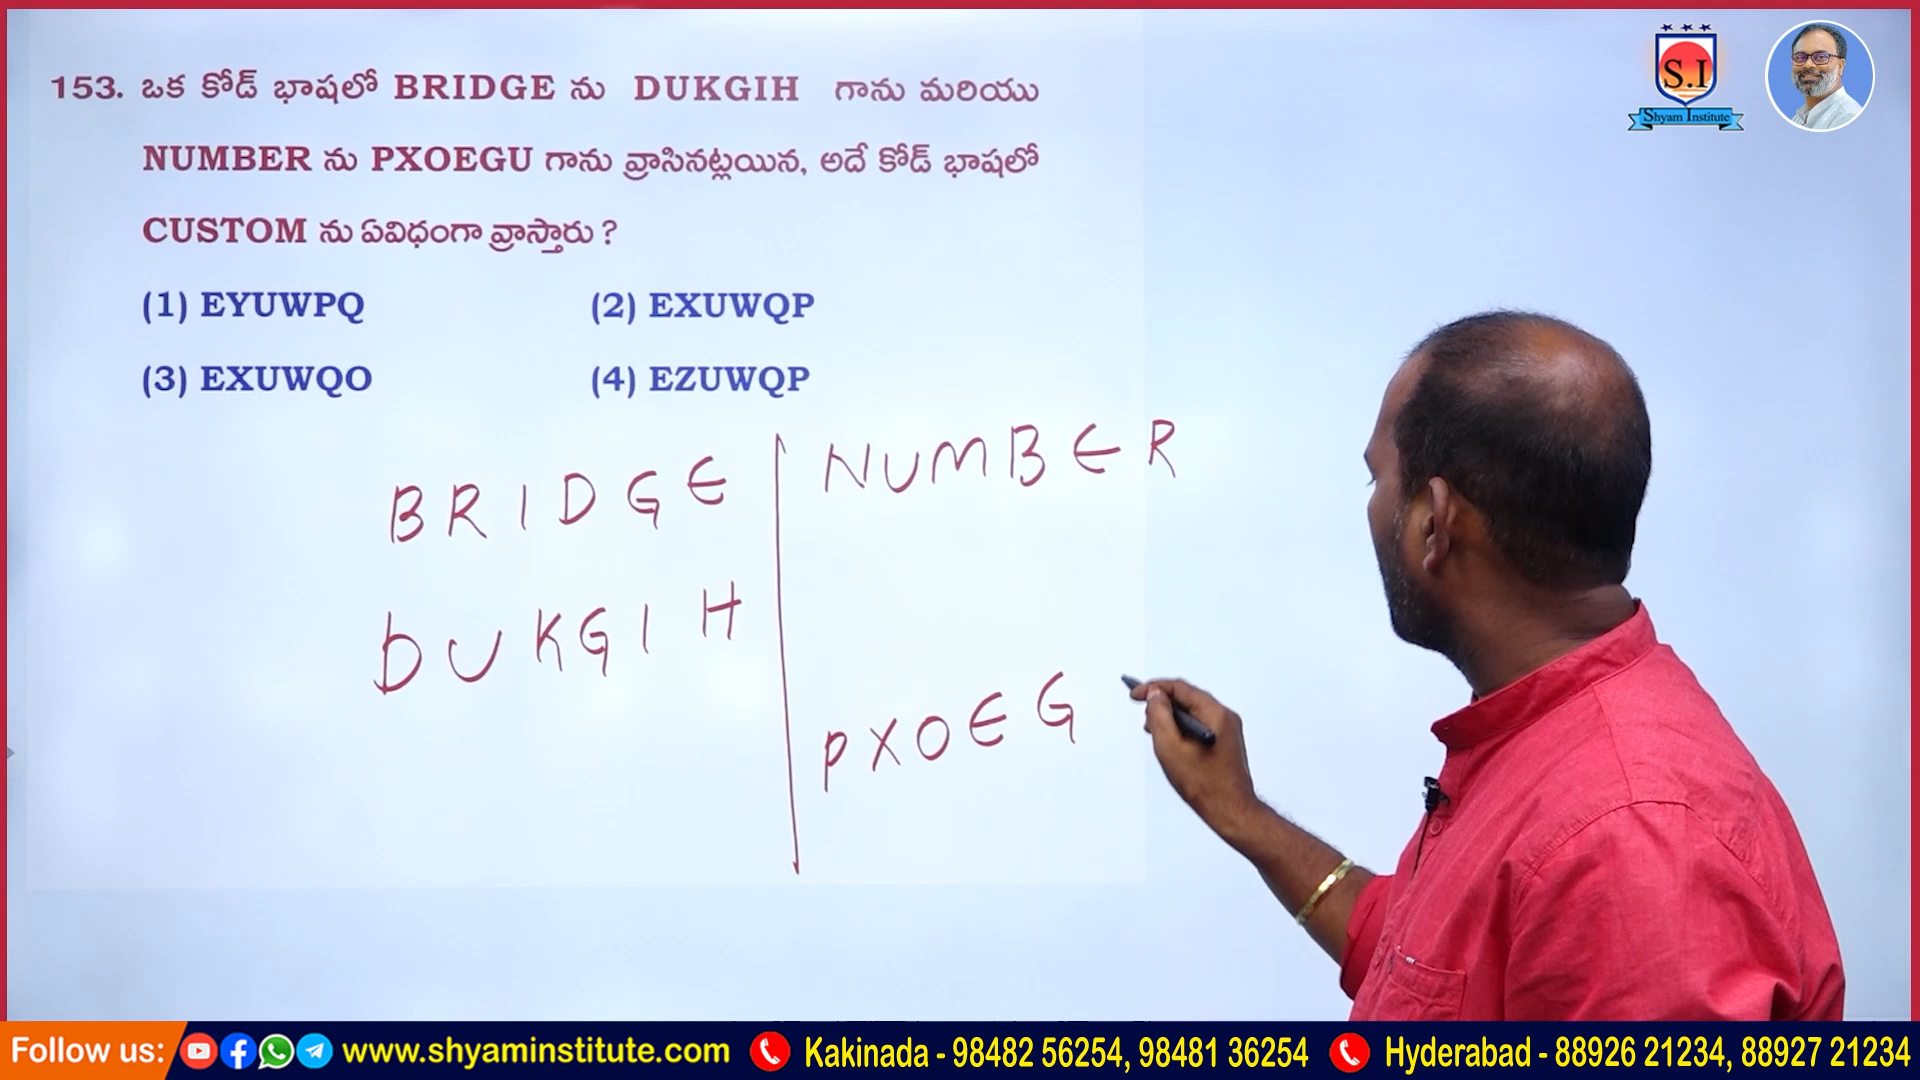 153. ఒక కోడ్ భాషలో BRIDGE ను DUKGIH గాను మరియు
NUMBER ను PXOEGU గాను వ్రాసినట్లయిన, అదే కోడ్ భాషలో
CUSTOM ను ఏవిధంగా వ్రాస్తారు ?
(1) EYUWPQ (2) EXUWQP
(3) EXUWQO (4) EZUWQP
BRIDGE NUMBER
DUKGIH PXOEG
S.I
Shyam Institute
Follow us: www.shyaminstitute.com Kakinada - 98482 56254, 98481 36254 Hyderabad - 88926 21234, 88927 21234